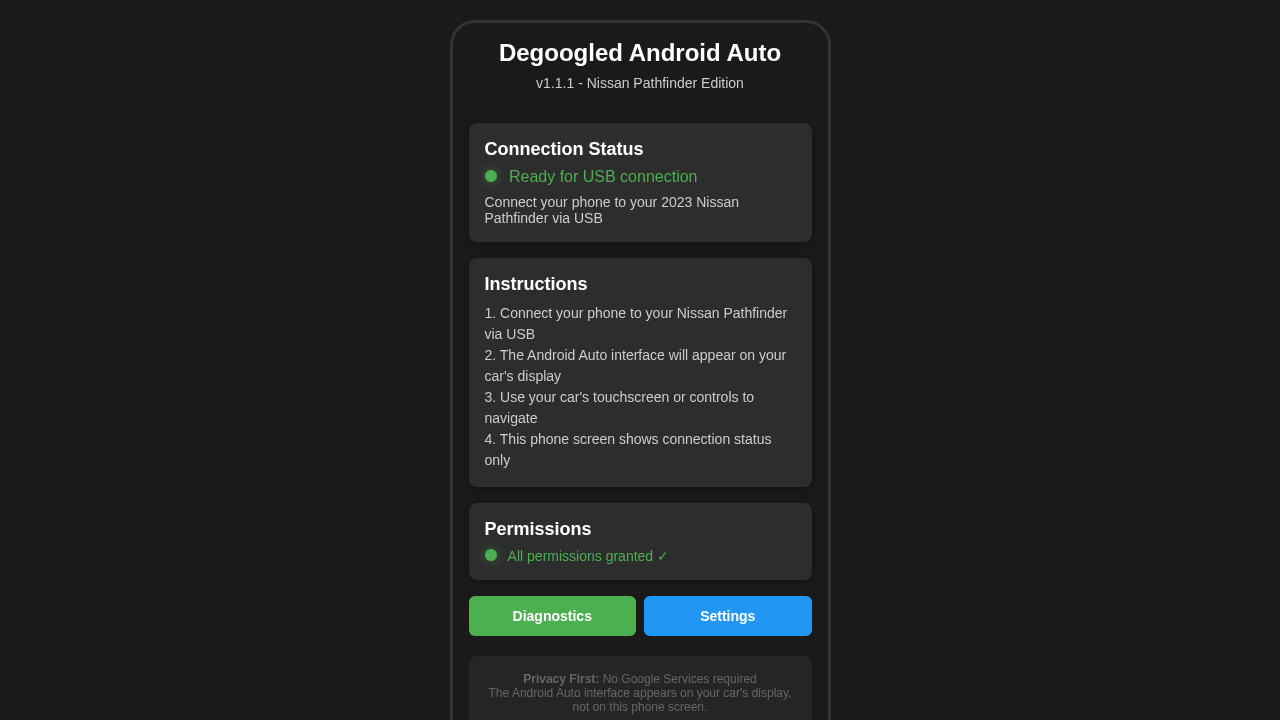 Degoogled Android Auto
v1.1.1 - Nissan Pathfinder Edition
Connection Status
Ready for USB connection
Connect your phone to your 2023 Nissan
Pathfinder via USB
Instructions
1. Connect your phone to your Nissan Pathfinder
via USB
2. The Android Auto interface will appear on your
car's display
3. Use your car's touchscreen or controls to
navigate
4. This phone screen shows connection status
only
Permissions
All permissions granted ✓
Diagnostics
Settings
Privacy First: No Google Services required
The Android Auto interface appears on your car's display,
not on this phone screen.